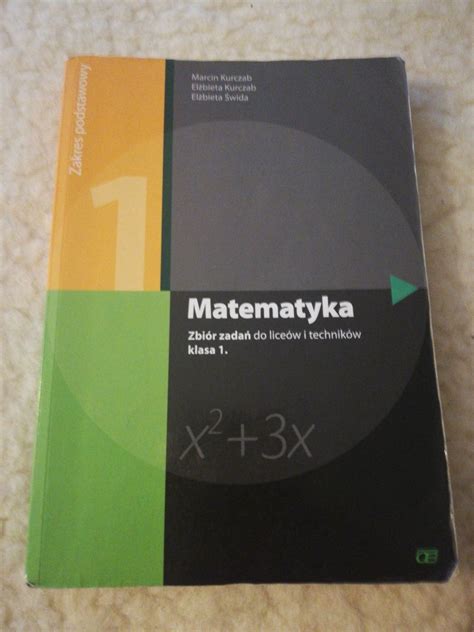 Zakres podstawowy
1
Marcin Kurczab
Elżbieta Kurczab
Elżbieta Świda
Matematyka
Zbiór zadań do liceów i techników
klasa 1.
x²+3x